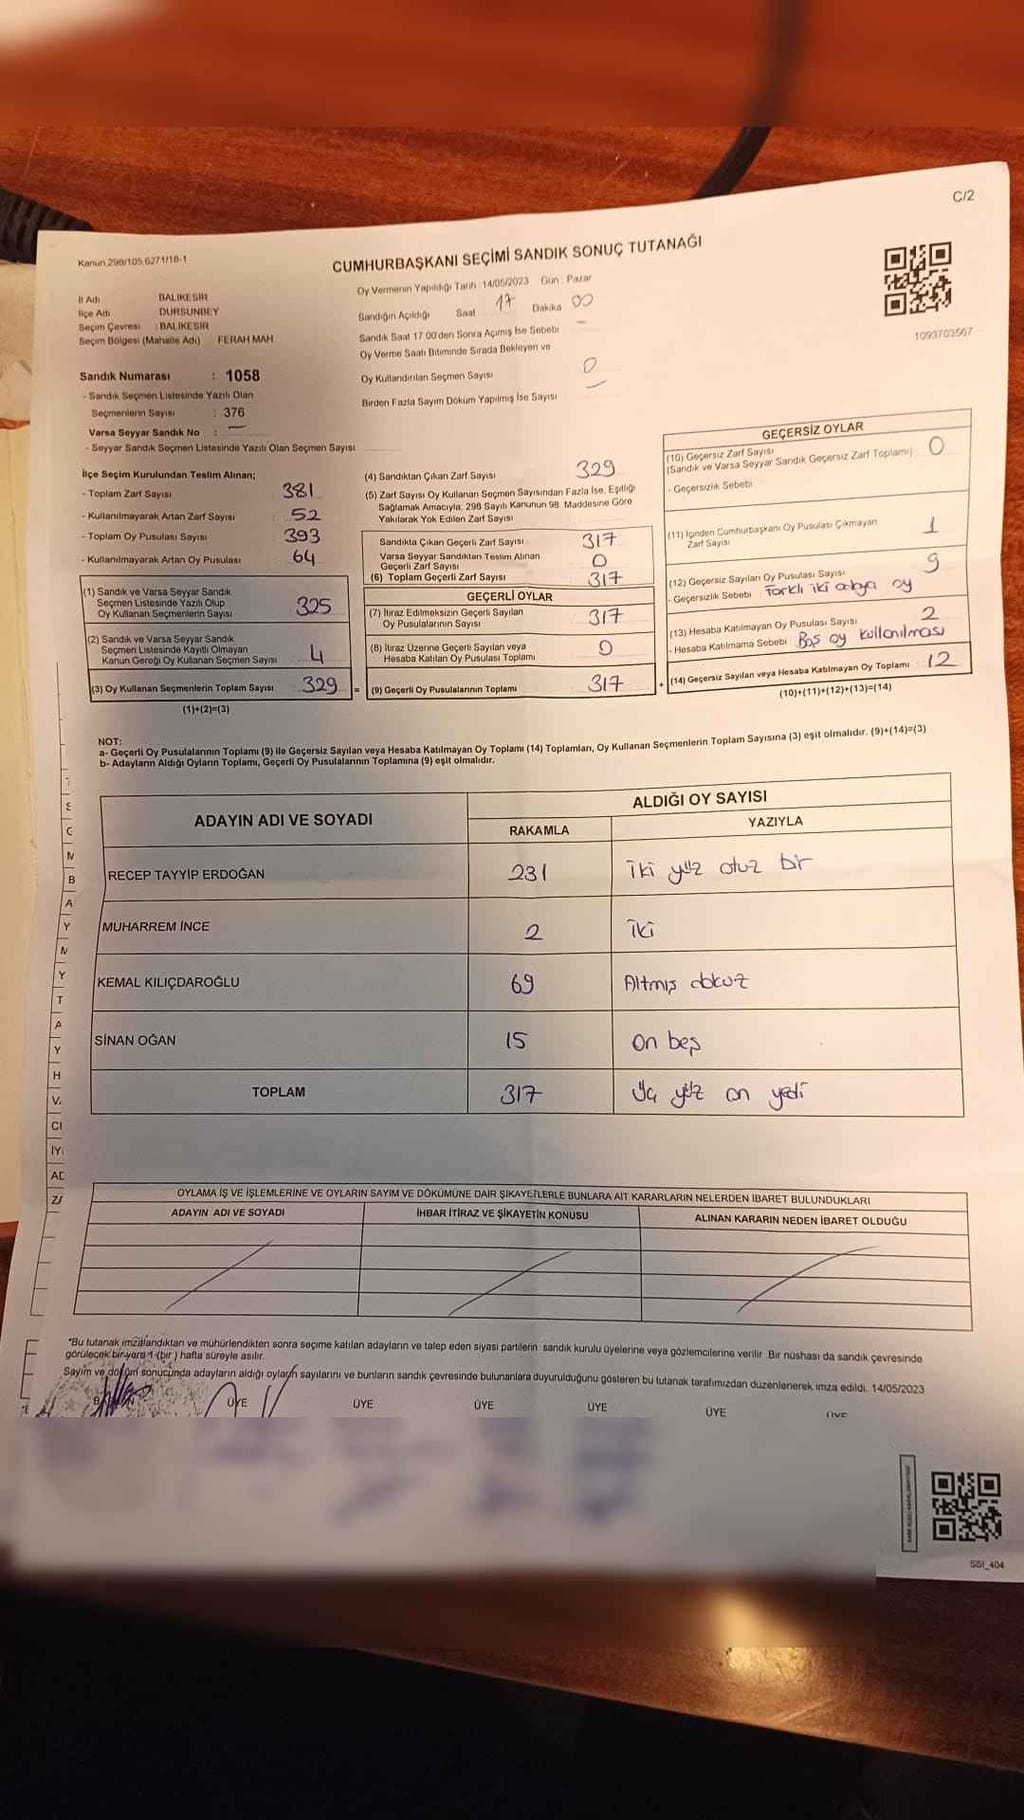 C/2
Kanun 298/105,6271/18-1
CUMHURBAŞKANI SEÇİMİ SANDIK SONUÇ TUTANAĞI
1093703567
İl Adı BALIKESİR
İlçe Adı DURSUNBEY
Seçim Çevresi : BALIKESİR
Seçim Bölgesi (Mahalle Adı) FERAH MAH
Sandık Numarası : 1058
- Sandık Seçmen Listesinde Yazılı Olan
Seçmenlerin Sayısı : 376
Varsa Seyyar Sandık No : —
- Seyyar Sandık Seçmen Listesinde Yazılı Olan Seçmen Sayısı
Oy Vermenin Yapıldığı Tarih : 14/05/2023 Gün : Pazar
Sandığın Açıldığı Saat 17 Dakika 00
Sandık Saat 17:00'den Sonra Açımış İse Sebebi —
Oy Verme Saati Bitiminde Sırada Bekleyen ve
Oy Kullandırılan Seçmen Sayısı 0
Birden Fazla Sayım Döküm Yapılmış İse Sayısı —
İlçe Seçim Kurulundan Teslim Alınan;
- Toplam Zarf Sayısı : 381
- Kullanılmayarak Artan Zarf Sayısı : 52
- Toplam Oy Pusulası Sayısı : 393
- Kullanılmayarak Artan Oy Pusulası : 64
(1) Sandık ve Varsa Seyyar Sandık
Seçmen Listesinde Yazılı Olup
Oy Kullanan Seçmenlerin Sayısı 325
(2) Sandık ve Varsa Seyyar Sandık
Seçmen Listesinde Kayıtlı Olmayan
Kanun Gereği Oy Kullanan Seçmen Sayısı 4
(3) Oy Kullanan Seçmenlerin Toplam Sayısı 329 =
(1)+(2)=(3)
(4) Sandıktan Çıkan Zarf Sayısı 329
(5) Zarf Sayısı Oy Kullanan Seçmen Sayısından Fazla İse, Eşitliği
Sağlamak Amacıyla, 298 Sayılı Kanunun 98. Maddesine Göre
Yakılarak Yok Edilen Zarf Sayısı
Sandıkta Çıkan Geçerli Zarf Sayısı 317
Varsa Seyyar Sandıktan Teslim Alınan
Geçerli Zarf Sayısı 0
(6) Toplam Geçerli Zarf Sayısı 317
GEÇERLİ OYLAR
(7) İtiraz Edilmeksizin Geçerli Sayılan
Oy Pusulalarının Sayısı 317
(8) İtiraz Üzerine Geçerli Sayılan veya
Hesaba Katılan Oy Pusulası Toplamı 0
(9) Geçerli Oy Pusulalarının Toplamı 317 +
GEÇERSİZ OYLAR
(10) Geçersiz Zarf Sayısı
(Sandık ve Varsa Seyyar Sandık Geçersiz Zarf Toplamı) 0
- Geçersizlik Sebebi
(11) İçinden Cumhurbaşkanı Oy Pusulası Çıkmayan
Zarf Sayısı 1
(12) Geçersiz Sayılan Oy Pusulası Sayısı 9
- Geçersizlik Sebebi Farklı iki adaya oy
(13) Hesaba Katılmayan Oy Pusulası Sayısı 2
- Hesaba Katılmama Sebebi Boş oy kullanılması
(14) Geçersiz Sayılan veya Hesaba Katılmayan Oy Toplamı 12
(10)+(11)+(12)+(13)=(14)
NOT:
a- Geçerli Oy Pusulalarının Toplamı (9) ile Geçersiz Sayılan veya Hesaba Katılmayan Oy Toplamı (14) Toplamları, Oy Kullanan Seçmenlerin Toplam Sayısına (3) eşit olmalıdır. (9)+(14)=(3)
b- Adayların Aldığı Oyların Toplamı, Geçerli Oy Pusulalarının Toplamına (9) eşit olmalıdır.
ADAYIN ADI VE SOYADI
ALDIĞI OY SAYISI
RAKAMLA YAZIYLA
RECEP TAYYİP ERDOĞAN 231 iki yüz otuz bir
MUHARREM İNCE 2 iki
KEMAL KILIÇDAROĞLU 69 Altmış dokuz
SİNAN OĞAN 15 On beş
TOPLAM 317 Üç yüz on yedi
OYLAMA İŞ VE İŞLEMLERİNE VE OYLARIN SAYIM VE DÖKÜMÜNE DAİR ŞİKAYETLERLE BUNLARA AİT KARARLARIN NELERDEN İBARET BULUNDUKLARI
ADAYIN ADI VE SOYADI İHBAR İTİRAZ VE ŞİKAYETİN KONUSU ALINAN KARARIN NEDEN İBARET OLDUĞU
*Bu tutanak imzalandıktan ve mühürlendikten sonra seçime katılan adayların ve talep eden siyasi partilerin sandık kurulu üyelerine veya gözlemcilerine verilir. Bir nüshası da sandık çevresinde
görülecek bir yere 1 (bir) hafta süreyle asılır.
Sayım ve döküm sonucunda adayların aldığı oyların sayılarını ve bunların sandık çevresinde bulunanlara duyurulduğunu gösteren bu tutanak tarafımızdan düzenlenerek imza edildi. 14/05/2023
ÜYE ÜYE ÜYE ÜYE ÜYE ÜYE
SSI_404